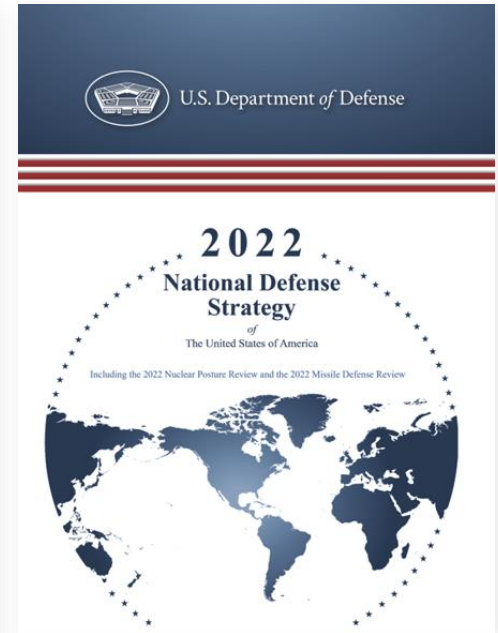 U.S. Department of Defense
2022
National Defense
Strategy
of
The United States of America
Including the 2022 Nuclear Posture Review and the 2022 Missile Defense Review